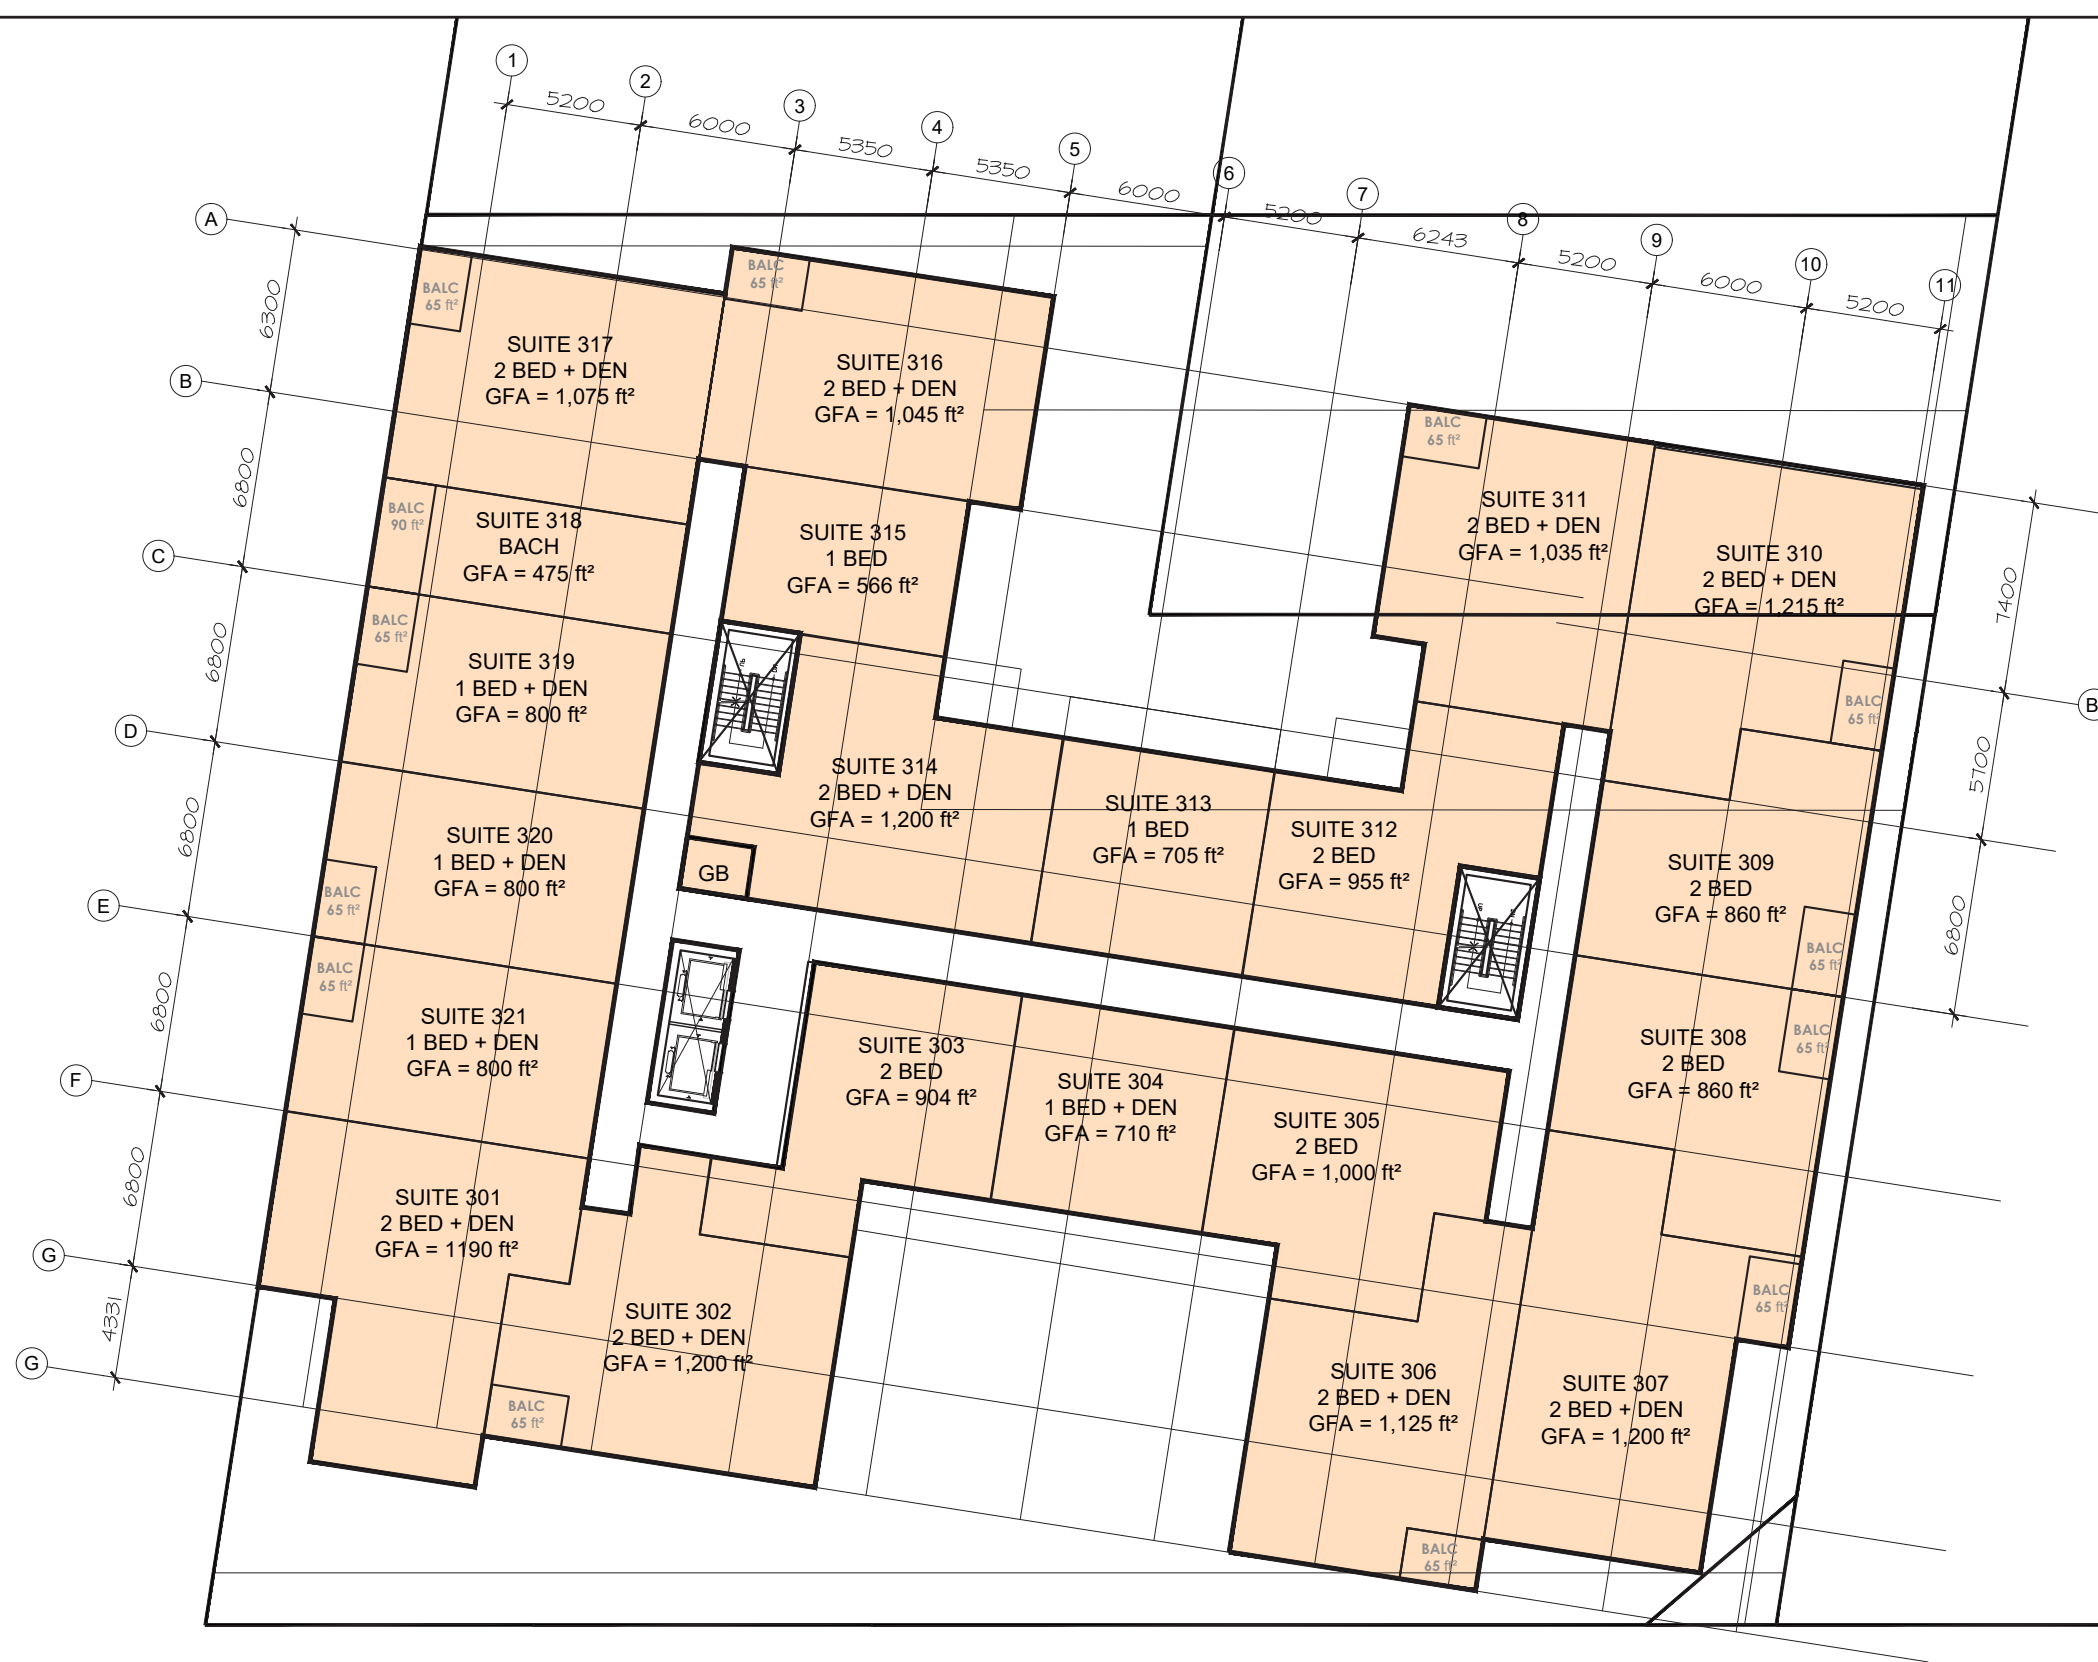 1
2
3
4
5
6
7
8
9
10
11
5200
6000
5350
5350
6000
5200
6243
5200
6000
5200
A
B
C
D
E
F
G
G
6300
6800
6800
6800
6800
6800
4331
7400
5700
6800
B
BALC
65 ft²
SUITE 317
2 BED + DEN
GFA = 1,075 ft²
BALC
65 ft²
SUITE 316
2 BED + DEN
GFA = 1,045 ft²
BALC
90 ft²
SUITE 318
BACH
GFA = 475 ft²
SUITE 315
1 BED
GFA = 566 ft²
BALC
65 ft²
SUITE 311
2 BED + DEN
GFA = 1,035 ft²
SUITE 310
2 BED + DEN
GFA = 1,215 ft²
BALC
65 ft²
BALC
65 ft²
SUITE 319
1 BED + DEN
GFA = 800 ft²
SUITE 314
2 BED + DEN
GFA = 1,200 ft²
SUITE 313
1 BED
GFA = 705 ft²
SUITE 312
2 BED
GFA = 955 ft²
SUITE 309
2 BED
GFA = 860 ft²
BALC
65 ft²
GB
SUITE 320
1 BED + DEN
GFA = 800 ft²
BALC
65 ft²
BALC
65 ft²
SUITE 321
1 BED + DEN
GFA = 800 ft²
SUITE 303
2 BED
GFA = 904 ft²
SUITE 304
1 BED + DEN
GFA = 710 ft²
SUITE 305
2 BED
GFA = 1,000 ft²
SUITE 308
2 BED
GFA = 860 ft²
BALC
65 ft²
SUITE 301
2 BED + DEN
GFA = 1190 ft²
SUITE 302
2 BED + DEN
GFA = 1,200 ft²
BALC
65 ft²
BALC
65 ft²
SUITE 306
2 BED + DEN
GFA = 1,125 ft²
SUITE 307
2 BED + DEN
GFA = 1,200 ft²
BALC
65 ft²